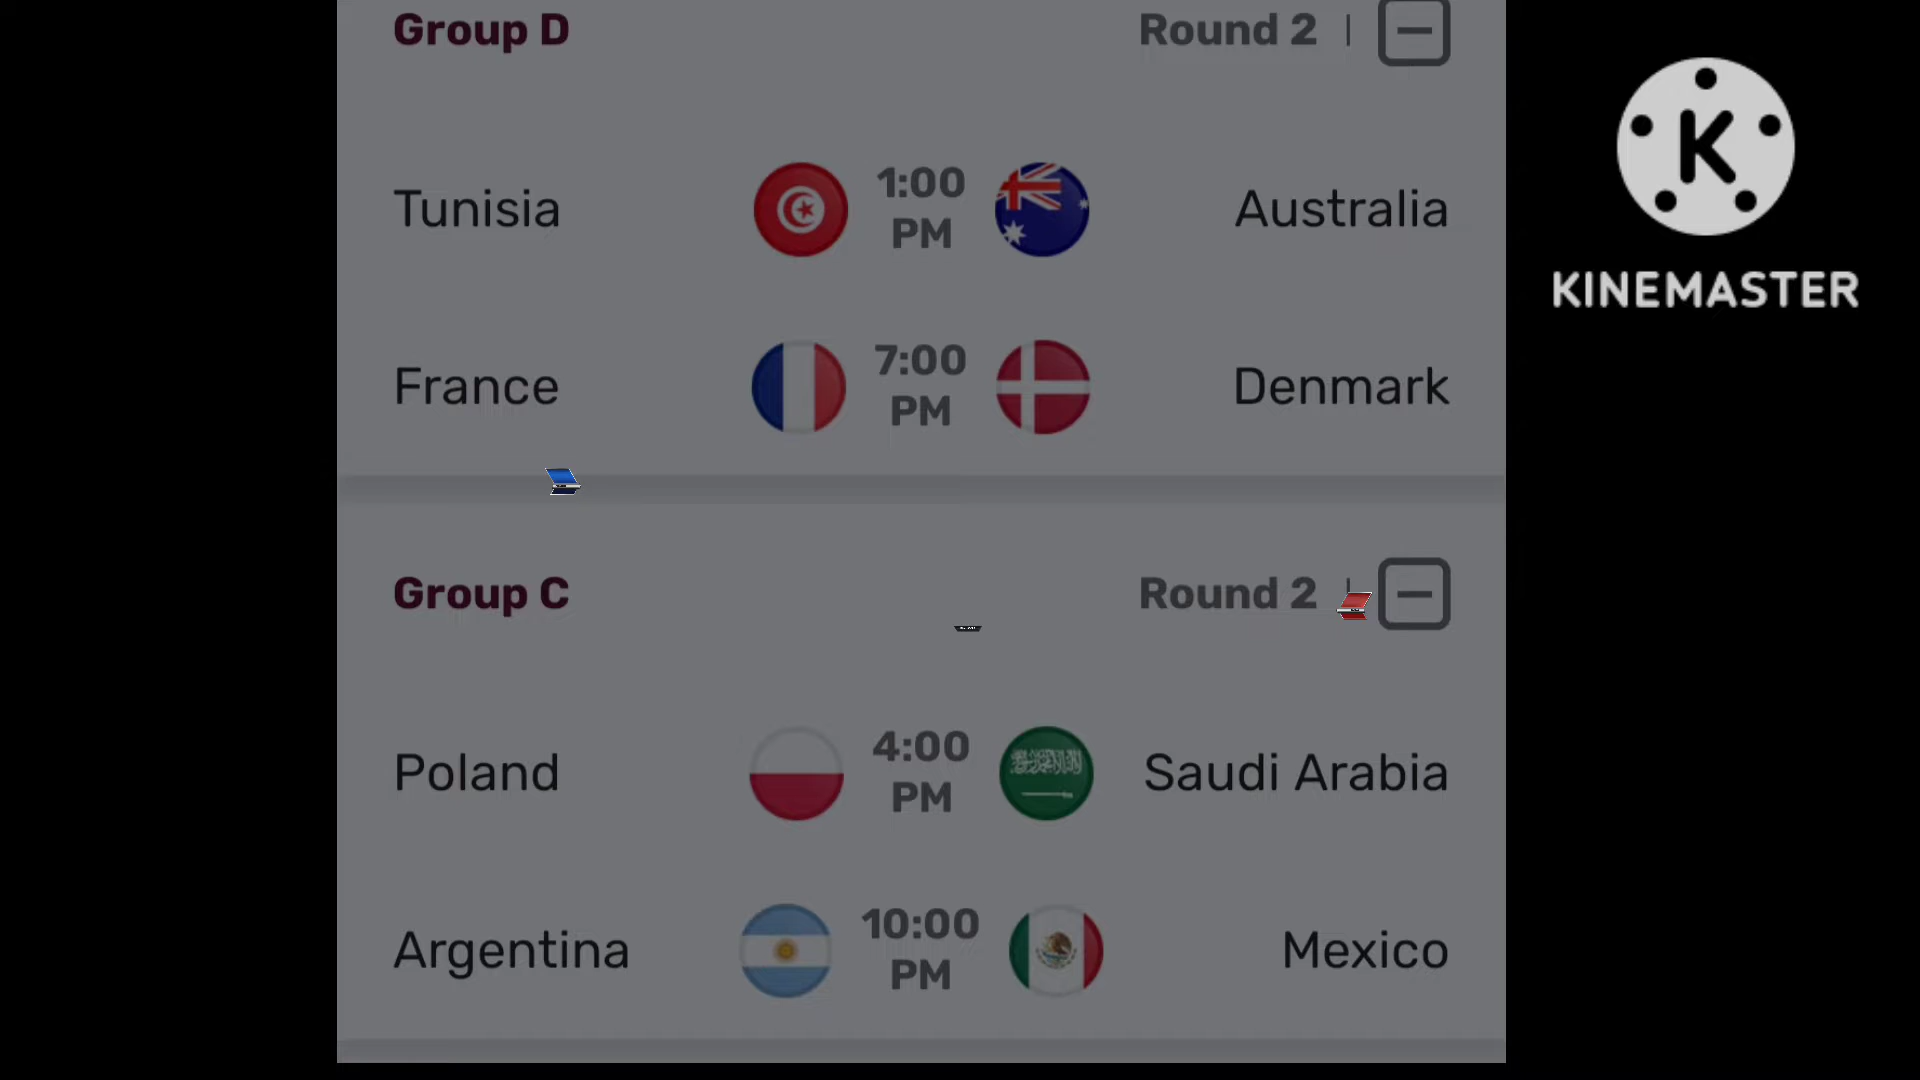 Group D
Round 2 |
Tunisia
1:00
PM
Australia
France
7:00
PM
Denmark
Group C
Round 2 |
Poland
4:00
PM
Saudi Arabia
Argentina
10:00
PM
Mexico
K
KINEMASTER